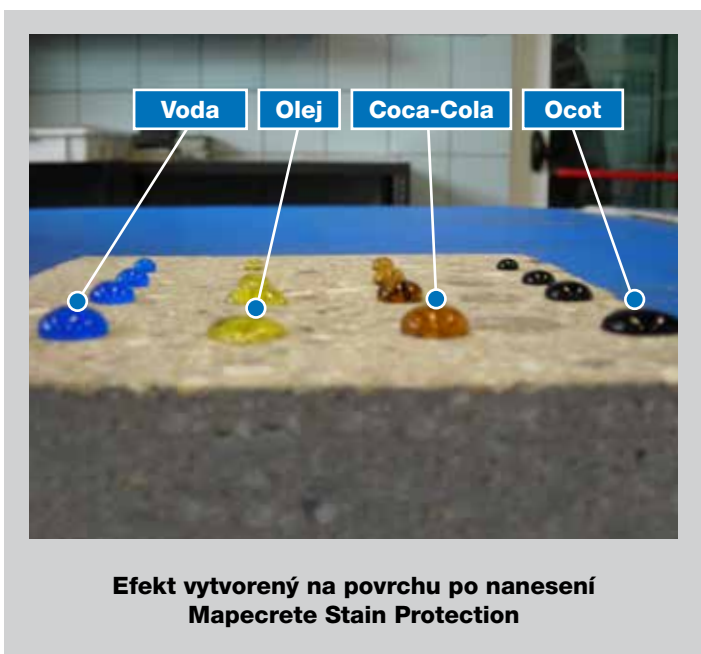 Voda Olej Coca-Cola Ocot
Efekt vytvorený na povrchu po nanesení
Mapecrete Stain Protection